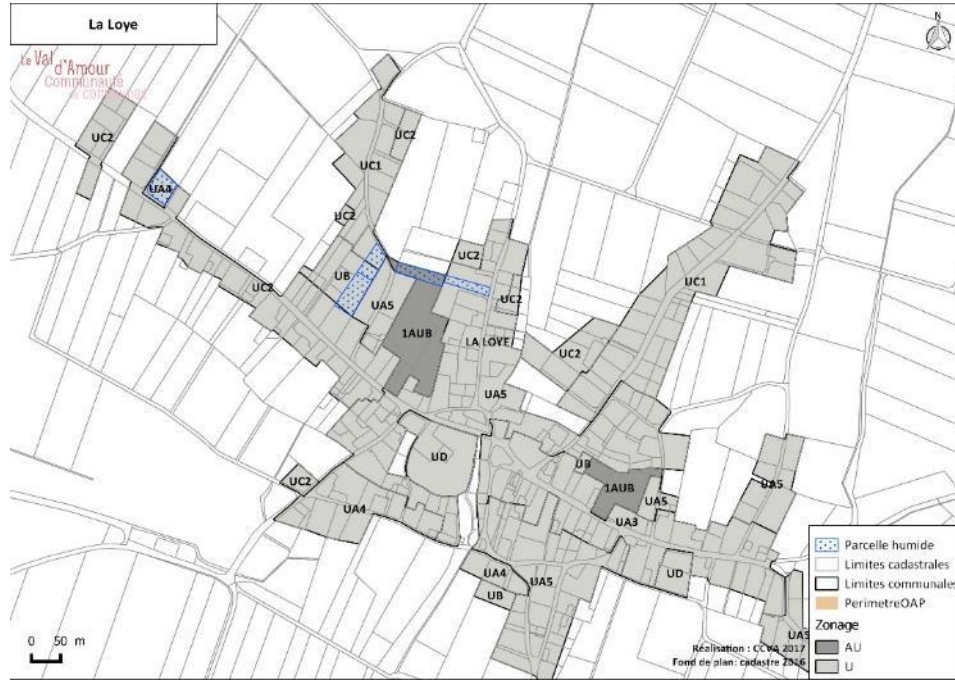 La Loye
N
Le Val
d'Amour
Communauté
de communes
UC2
UC2
UC1
UA4
UC2
UC2
UB
UC2
UC1
UA5
UC2
1AUB
LA LOYE
UC2
UA5
UD
UB
1AUB
UC2
UA5
UA5
UA4
UA3
UA4
UA5
UD
UB
UA5
Parcelle humide
Limites cadastrales
Limites communales
PerimetreOAP
Zonage
AU
U
0 50 m
Réalisation : CCVA 2017
Fond de plan: cadastre 2016